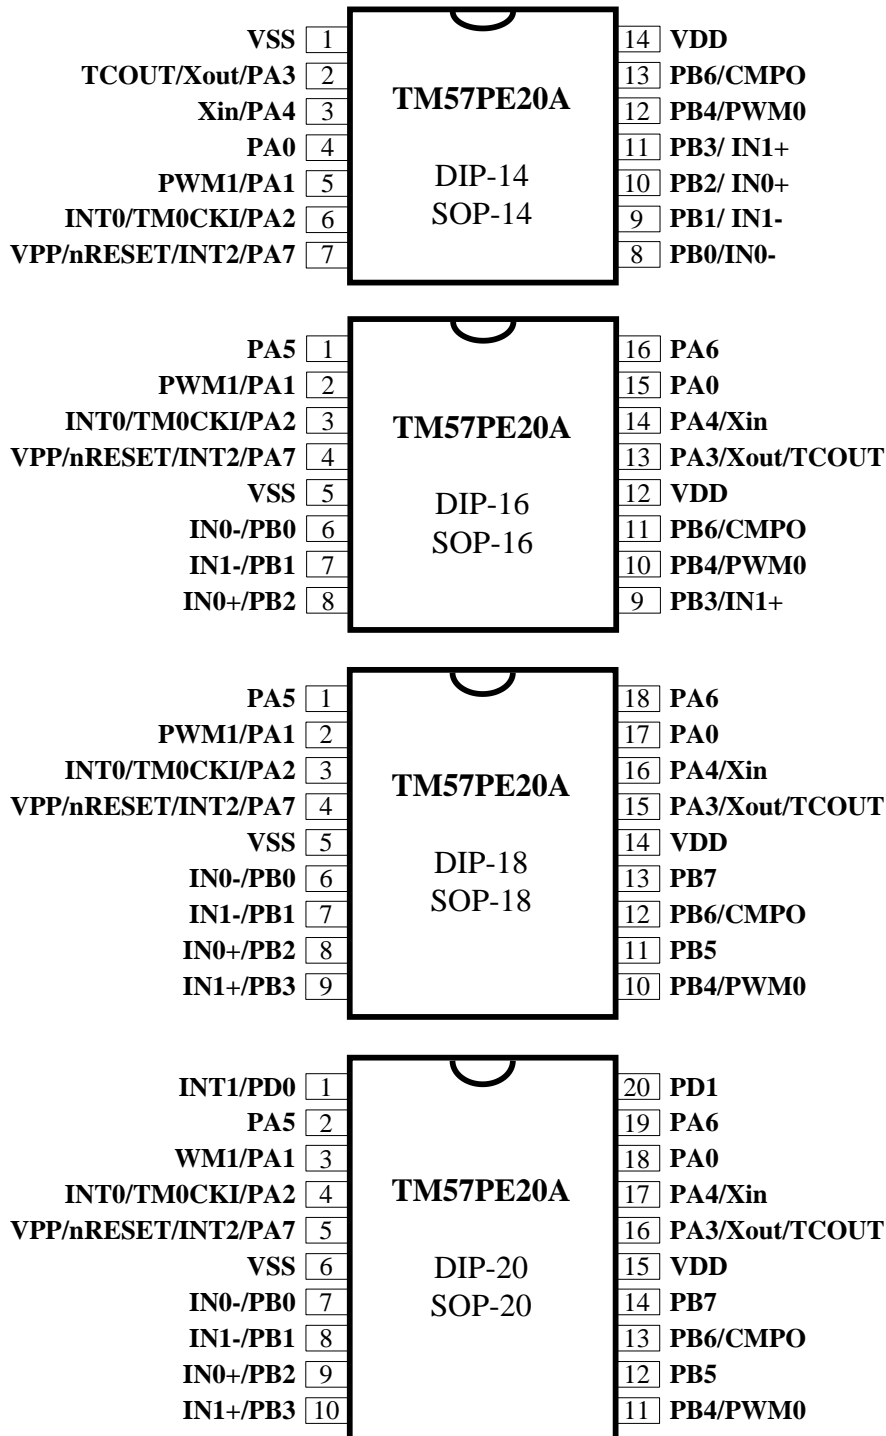 VSS 1 14 VDD
TCOUT/Xout/PA3 2 13 PB6/CMPO
Xin/PA4 3 TM57PE20A 12 PB4/PWM0
PA0 4 11 PB3/ IN1+
PWM1/PA1 5 DIP-14 10 PB2/ IN0+
INT0/TM0CKI/PA2 6 SOP-14 9 PB1/ IN1-
VPP/nRESET/INT2/PA7 7 8 PB0/IN0-
PA5 1 16 PA6
PWM1/PA1 2 15 PA0
INT0/TM0CKI/PA2 3 TM57PE20A 14 PA4/Xin
VPP/nRESET/INT2/PA7 4 13 PA3/Xout/TCOUT
VSS 5 DIP-16 12 VDD
IN0-/PB0 6 SOP-16 11 PB6/CMPO
IN1-/PB1 7 10 PB4/PWM0
IN0+/PB2 8 9 PB3/IN1+
PA5 1 18 PA6
PWM1/PA1 2 17 PA0
INT0/TM0CKI/PA2 3 TM57PE20A 16 PA4/Xin
VPP/nRESET/INT2/PA7 4 15 PA3/Xout/TCOUT
VSS 5 14 VDD
IN0-/PB0 6 DIP-18 13 PB7
IN1-/PB1 7 SOP-18 12 PB6/CMPO
IN0+/PB2 8 11 PB5
IN1+/PB3 9 10 PB4/PWM0
INT1/PD0 1 20 PD1
PA5 2 19 PA6
WM1/PA1 3 18 PA0
INT0/TM0CKI/PA2 4 TM57PE20A 17 PA4/Xin
VPP/nRESET/INT2/PA7 5 16 PA3/Xout/TCOUT
VSS 6 DIP-20 15 VDD
IN0-/PB0 7 SOP-20 14 PB7
IN1-/PB1 8 13 PB6/CMPO
IN0+/PB2 9 12 PB5
IN1+/PB3 10 11 PB4/PWM0